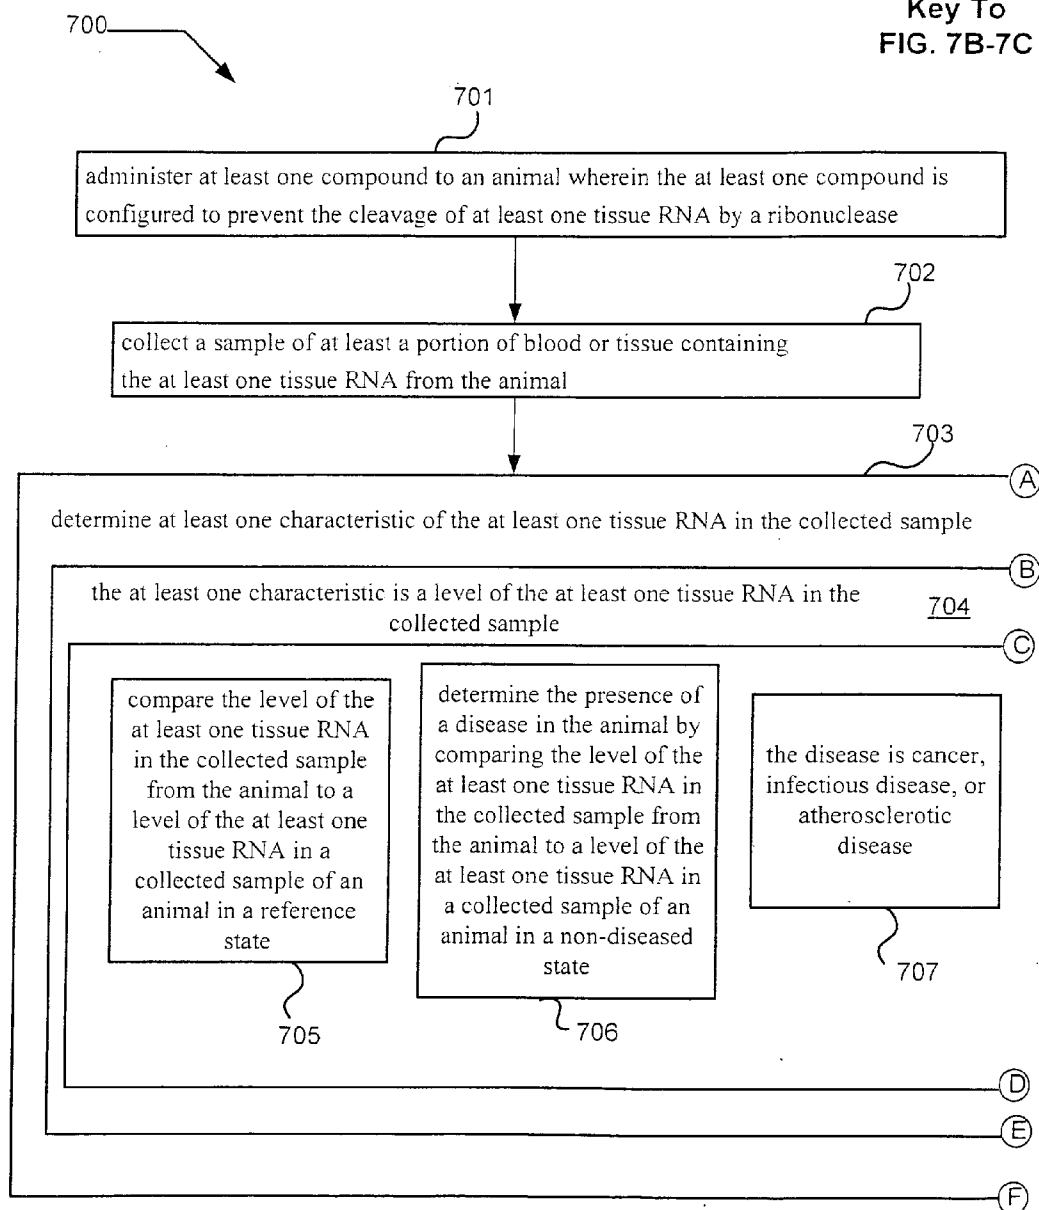 Key To
FIG. 7B-7C
700
701
administer at least one compound to an animal wherein the at least one compound is
configured to prevent the cleavage of at least one tissue RNA by a ribonuclease
702
collect a sample of at least a portion of blood or tissue containing
the at least one tissue RNA from the animal
703
A
determine at least one characteristic of the at least one tissue RNA in the collected sample
B
the at least one characteristic is a level of the at least one tissue RNA in the
collected sample
704
C
compare the level of the
at least one tissue RNA
in the collected sample
from the animal to a
level of the at least one
tissue RNA in a
collected sample of an
animal in a reference
state
705
determine the presence of
a disease in the animal by
comparing the level of the
at least one tissue RNA in
the collected sample from
the animal to a level of the
at least one tissue RNA in
a collected sample of an
animal in a non-diseased
state
706
the disease is cancer,
infectious disease, or
atherosclerotic
disease
707
D
E
F